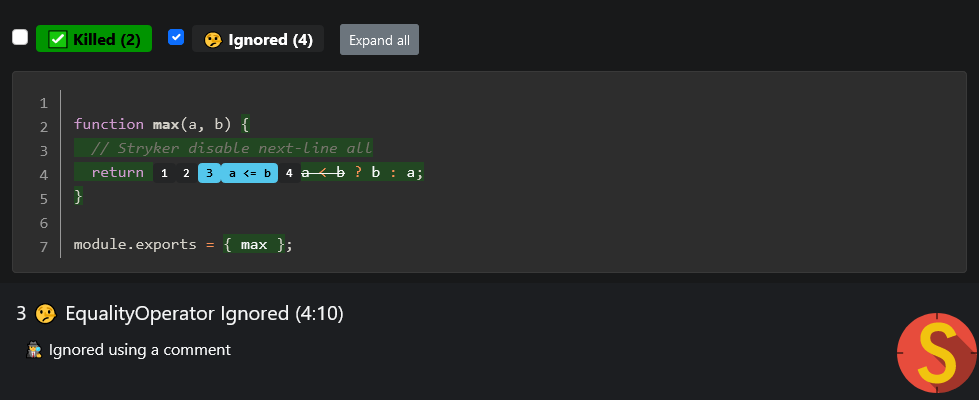 ✅ Killed (2) 🤥 Ignored (4) Expand all
1
2 function max(a, b) {
3 // Stryker disable next-line all
4 return 1 2 3 a <= b 4 a < b ? b : a;
5 }
6
7 module.exports = { max };
3 🤥 EqualityOperator Ignored (4:10)
🕵️ Ignored using a comment
S